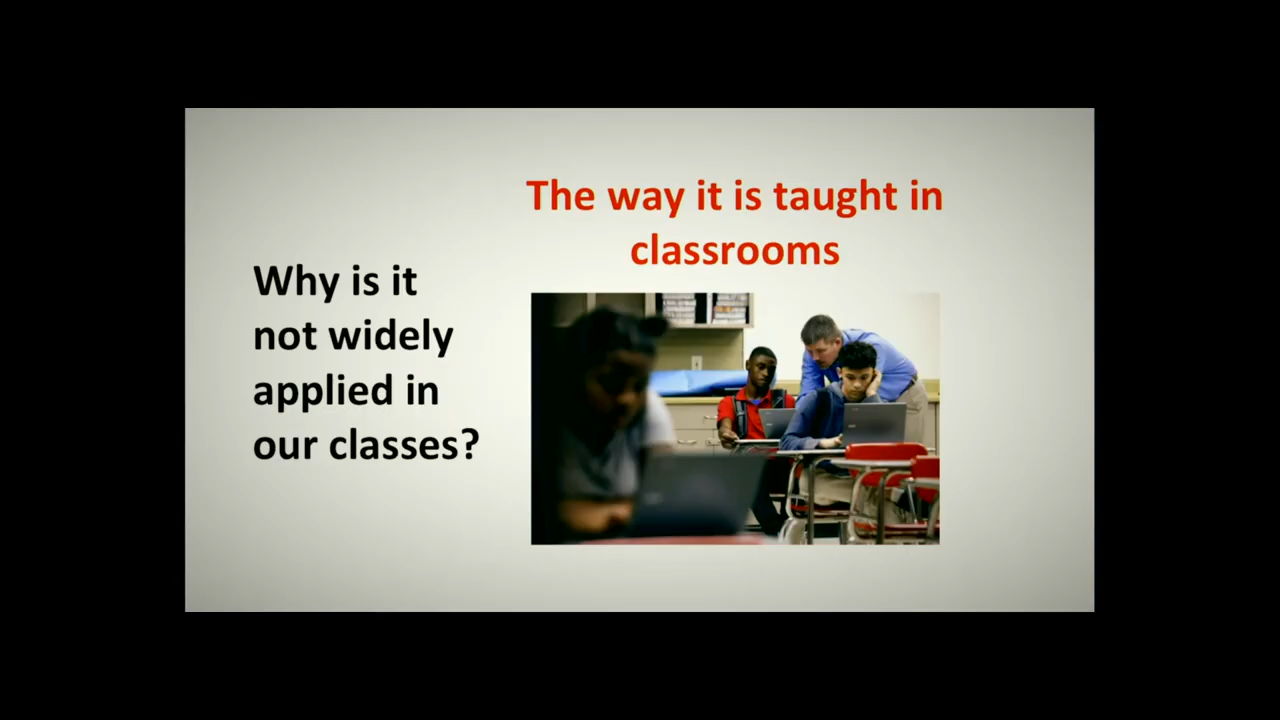 Why is it
not widely
applied in
our classes?
The way it is taught in
classrooms